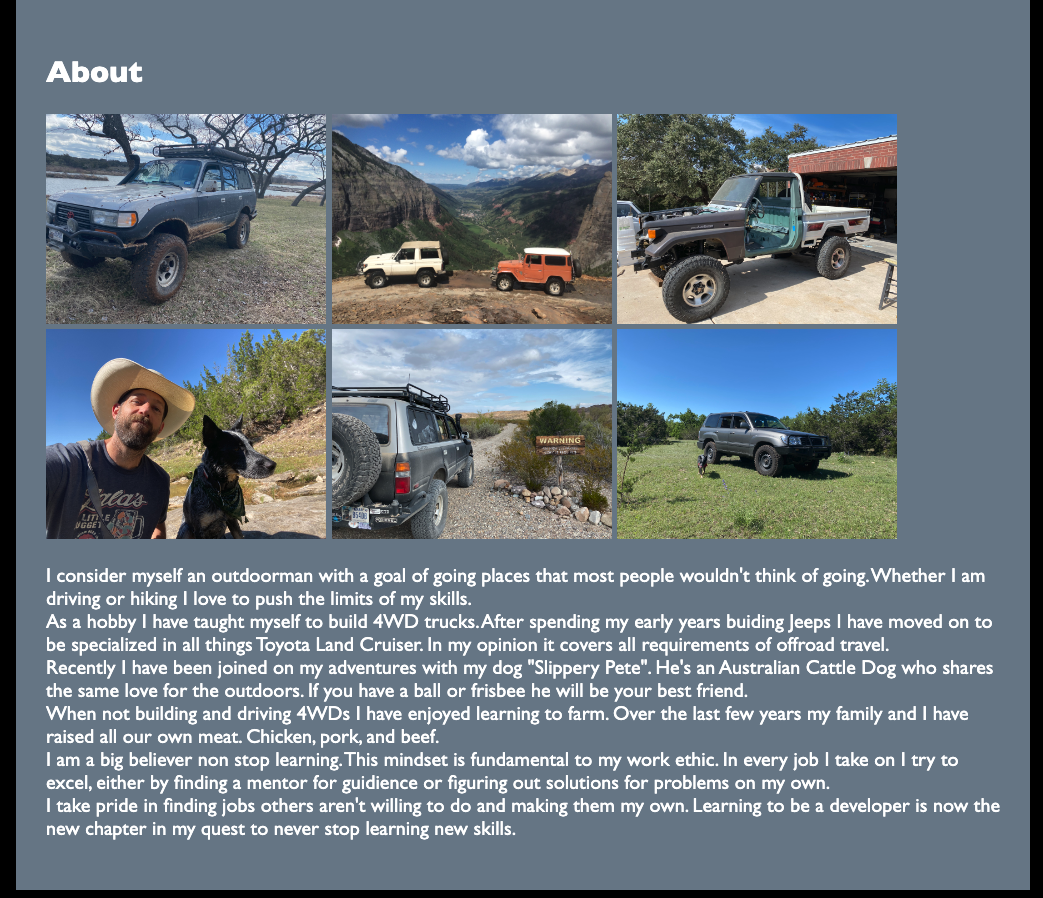 About
Lala's
LITTLE
NUGGET
WARNING
I consider myself an outdoorman with a goal of going places that most people wouldn't think of going. Whether I am
driving or hiking I love to push the limits of my skills.
As a hobby I have taught myself to build 4WD trucks. After spending my early years buiding Jeeps I have moved on to
be specialized in all things Toyota Land Cruiser. In my opinion it covers all requirements of offroad travel.
Recently I have been joined on my adventures with my dog "Slippery Pete". He's an Australian Cattle Dog who shares
the same love for the outdoors. If you have a ball or frisbee he will be your best friend.
When not building and driving 4WDs I have enjoyed learning to farm. Over the last few years my family and I have
raised all our own meat. Chicken, pork, and beef.
I am a big believer non stop learning. This mindset is fundamental to my work ethic. In every job I take on I try to
excel, either by finding a mentor for guidience or figuring out solutions for problems on my own.
I take pride in finding jobs others aren't willing to do and making them my own. Learning to be a developer is now the
new chapter in my quest to never stop learning new skills.